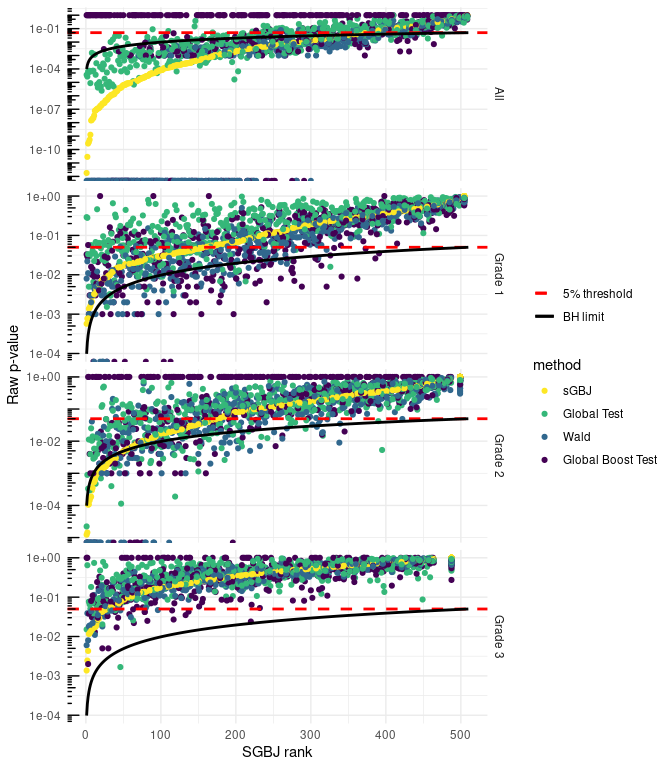 1e-01
1e-04
1e-07
1e-10
All
1e+00
1e-01
1e-02
1e-03
1e-04
Grade 1
1e+00
1e-02
1e-04
Grade 2
1e+00
1e-01
1e-02
1e-03
1e-04
Grade 3
0
100
200
300
400
500
SGBJ rank
Raw p-value
5% threshold
BH limit
method
sGBJ
Global Test
Wald
Global Boost Test